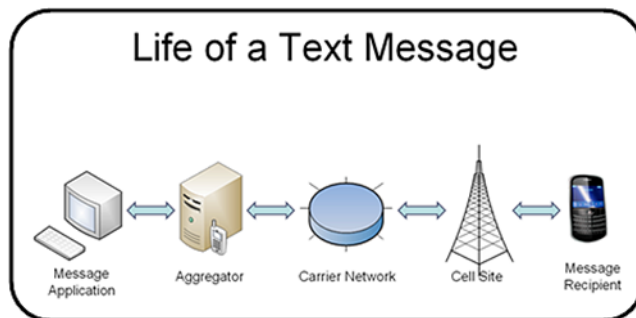 Life of a Text Message
Message
Application
Aggregator
Carrier Network
Cell Site
Message
Recipient